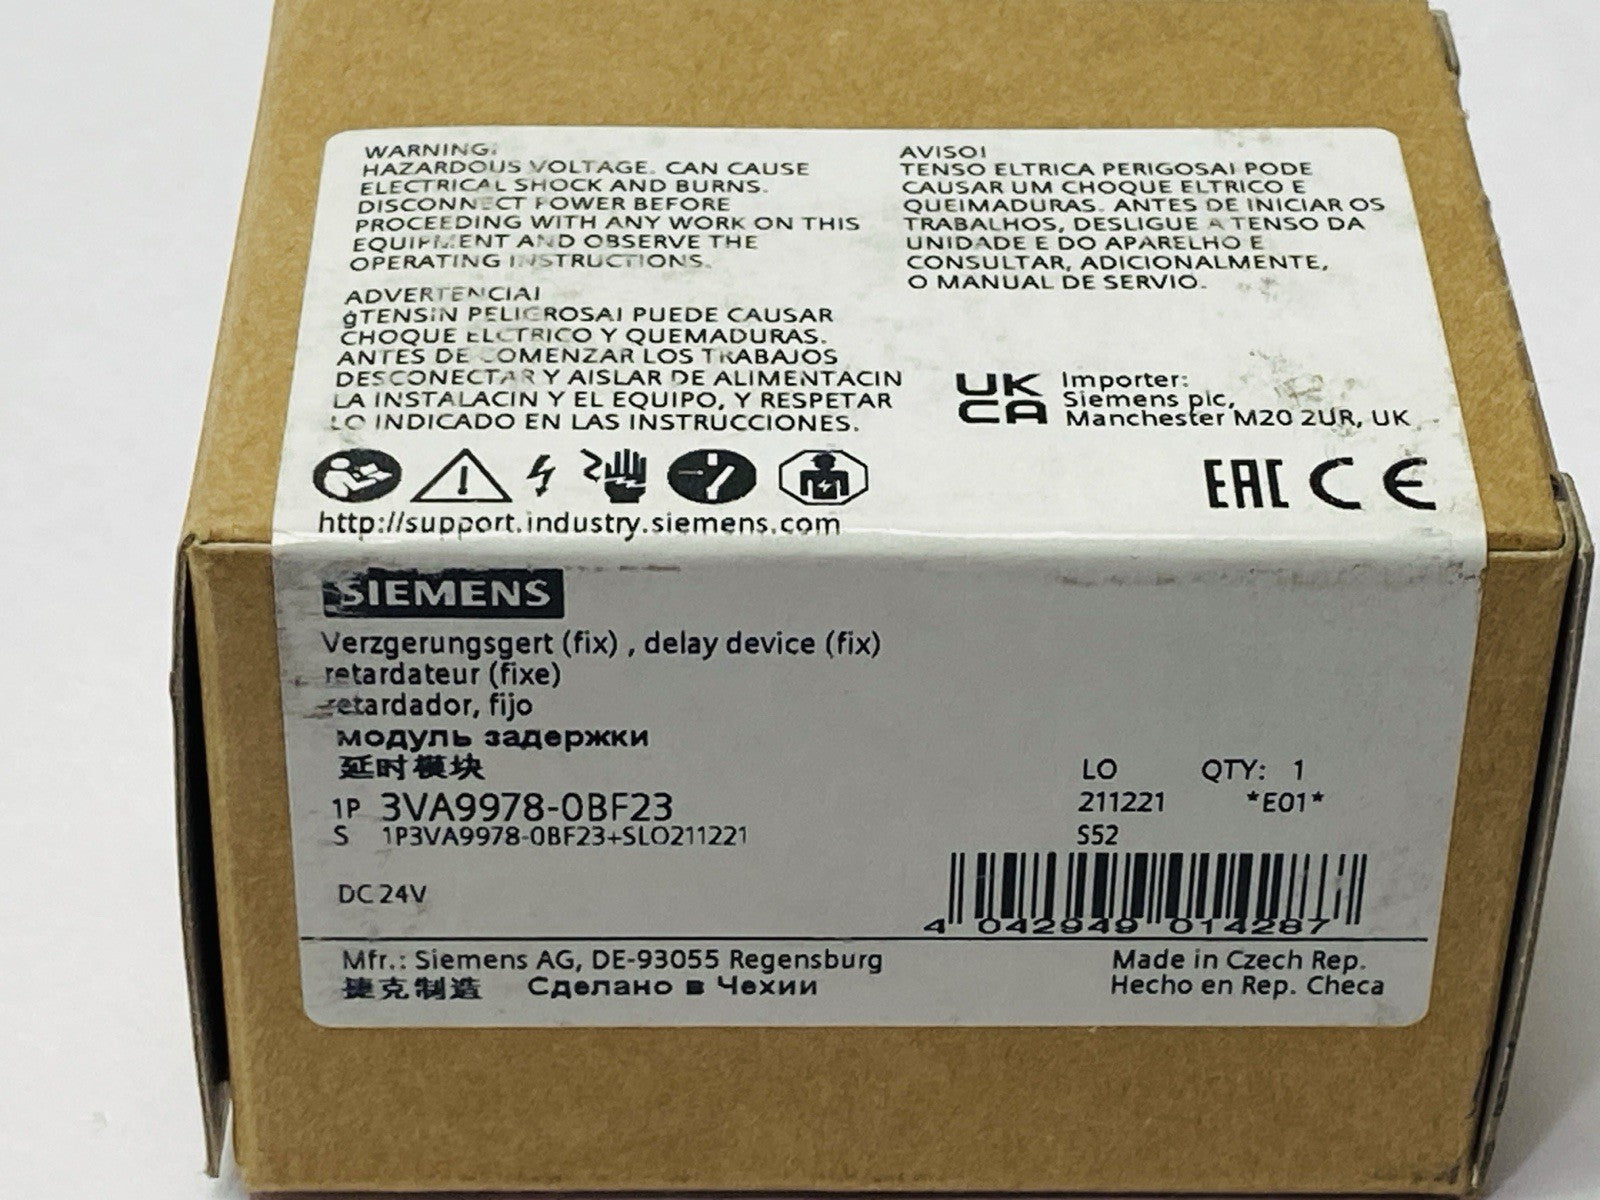 WARNING:
HAZARDOUS VOLTAGE. CAN CAUSE
ELECTRICAL SHOCK AND BURNS.
DISCONNECT POWER BEFORE
PROCEEDING WITH ANY WORK ON THIS
EQUIPMENT AND OBSERVE THE
OPERATING INSTRUCTIONS.
ADVERTENCIA!
ġTENSIN PELIGROSA! PUEDE CAUSAR
CHOQUE ELCTRICO Y QUEMADURAS.
ANTES DE COMENZAR LOS TRABAJOS
DESCONECTAR Y AISLAR DE ALIMENTACIN
LA INSTALACIN Y EL EQUIPO, Y RESPETAR
LO INDICADO EN LAS INSTRUCCIONES.
AVISO!
TENSO ELTRICA PERIGOSA! PODE
CAUSAR UM CHOQUE ELTRICO E
QUEIMADURAS. ANTES DE INICIAR OS
TRABALHOS, DESLIGUE A TENSO DA
UNIDADE E DO APARELHO E
CONSULTAR, ADICIONALMENTE,
O MANUAL DE SERVIO.
UK
CA
Importer:
Siemens plc,
Manchester M20 2UR, UK
EAC CE
http://support.industry.siemens.com
SIEMENS
Verzgerungsgert (fix) , delay device (fix)
retardateur (fixe)
retardador, fijo
модуль задержки
延时模块
1P 3VA9978-0BF23
S 1P3VA9978-0BF23+SLO211221
DC 24V
LO QTY: 1
211221 *E01*
S52
4 042949 014287
Mfr.: Siemens AG, DE-93055 Regensburg
捷克制造 Сделано в Чехии
Made in Czech Rep.
Hecho en Rep. Checa